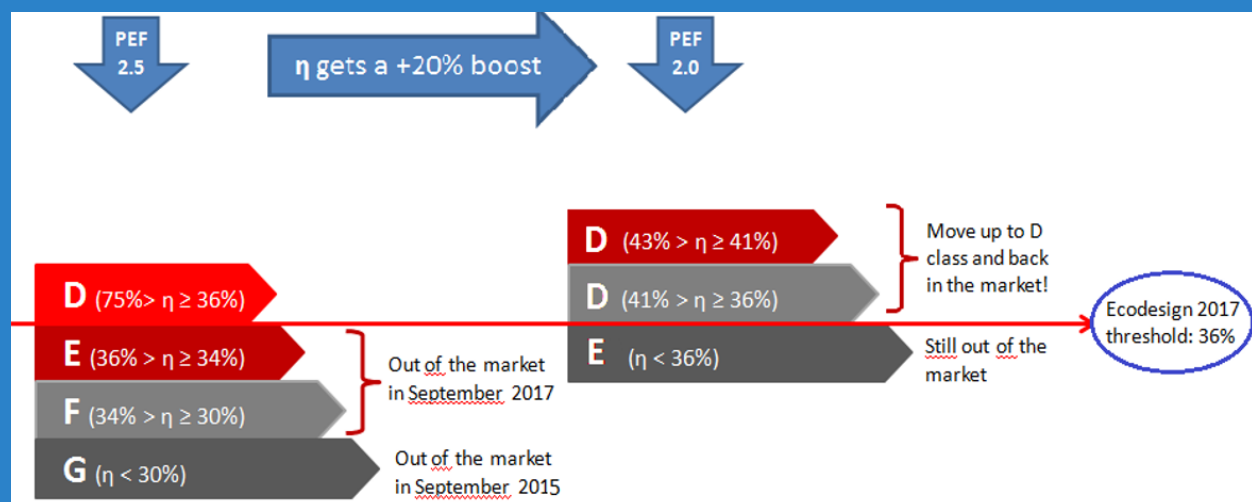 PEF
2.5
η gets a +20% boost
PEF
2.0
D (75%> η ≥ 36%)
E (36% > η ≥ 34%)
F (34% > η ≥ 30%)
G (η < 30%)
Out of the market
in September 2017
Out of the market
in September 2015
D (43% > η ≥ 41%)
D (41% > η ≥ 36%)
E (η < 36%)
Move up to D
class and back
in the market!
Still out of the
market
Ecodesign 2017
threshold: 36%